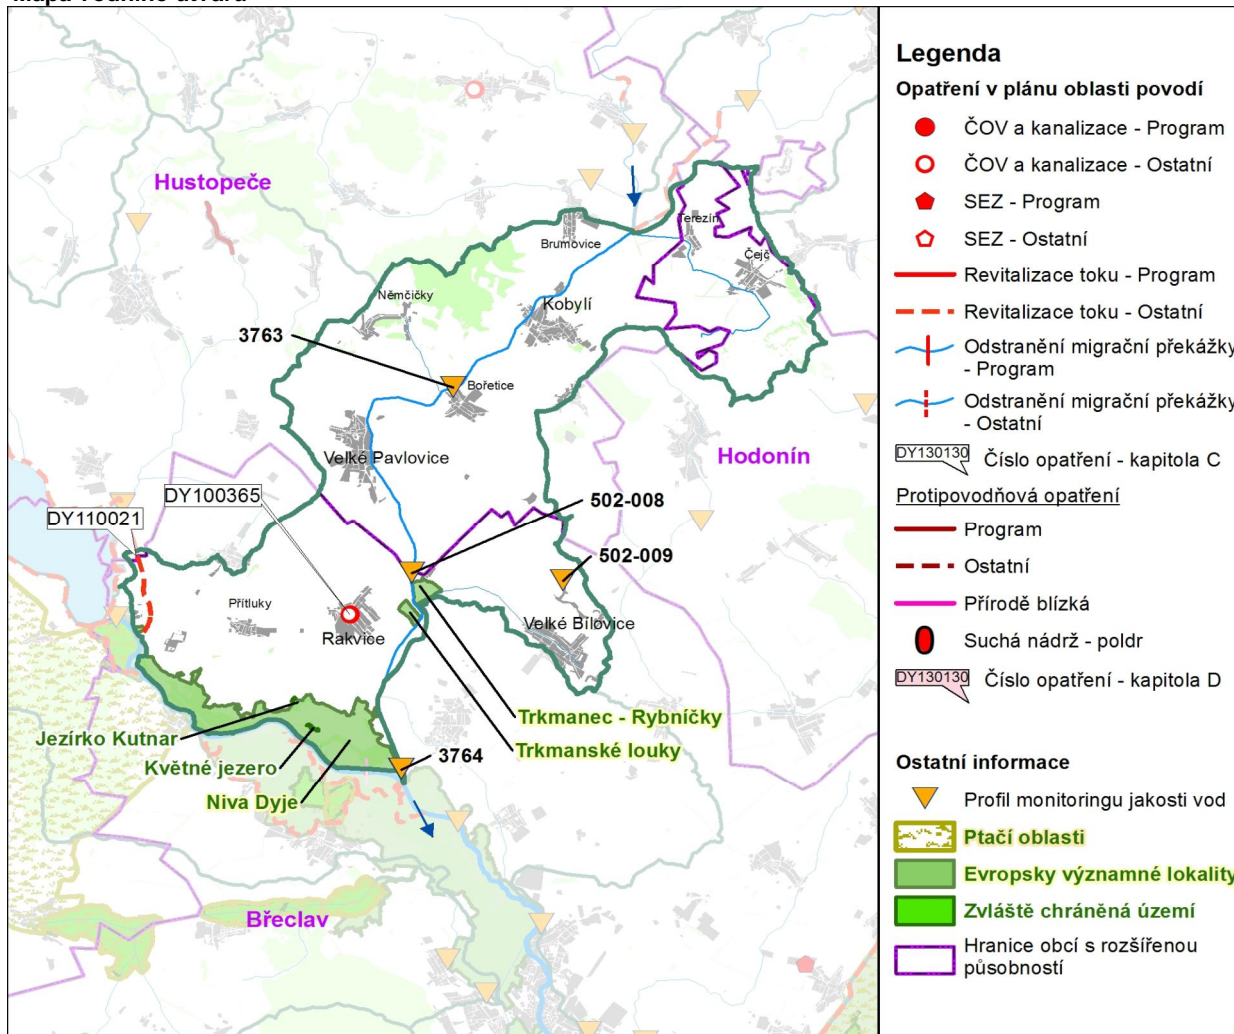 Mapa vodního útvaru
Hustopeče
Terezín
Brumovice
Čejč
Němčičky
Kobylí
3763
Bořetice
Velké Pavlovice
Hodonín
DY100365
502-008
DY110021
502-009
Přítluky
Rakvice
Velké Bílovice
Trkmanec - Rybníčky
Jezírko Kutnar
Trkmanské louky
Květné jezero
3764
Niva Dyje
Břeclav
Legenda
Opatření v plánu oblasti povodí
ČOV a kanalizace - Program
ČOV a kanalizace - Ostatní
SEZ - Program
SEZ - Ostatní
Revitalizace toku - Program
Revitalizace toku - Ostatní
Odstranění migrační překážky
- Program
Odstranění migrační překážky
- Ostatní
DY130130 Číslo opatření - kapitola C
Protipovodňová opatření
Program
Ostatní
Přírodě blízká
Suchá nádrž - poldr
DY130130 Číslo opatření - kapitola D
Ostatní informace
Profil monitoringu jakosti vod
Ptačí oblasti
Evropsky významné lokality
Zvláště chráněná území
Hranice obcí s rozšířenou
působností